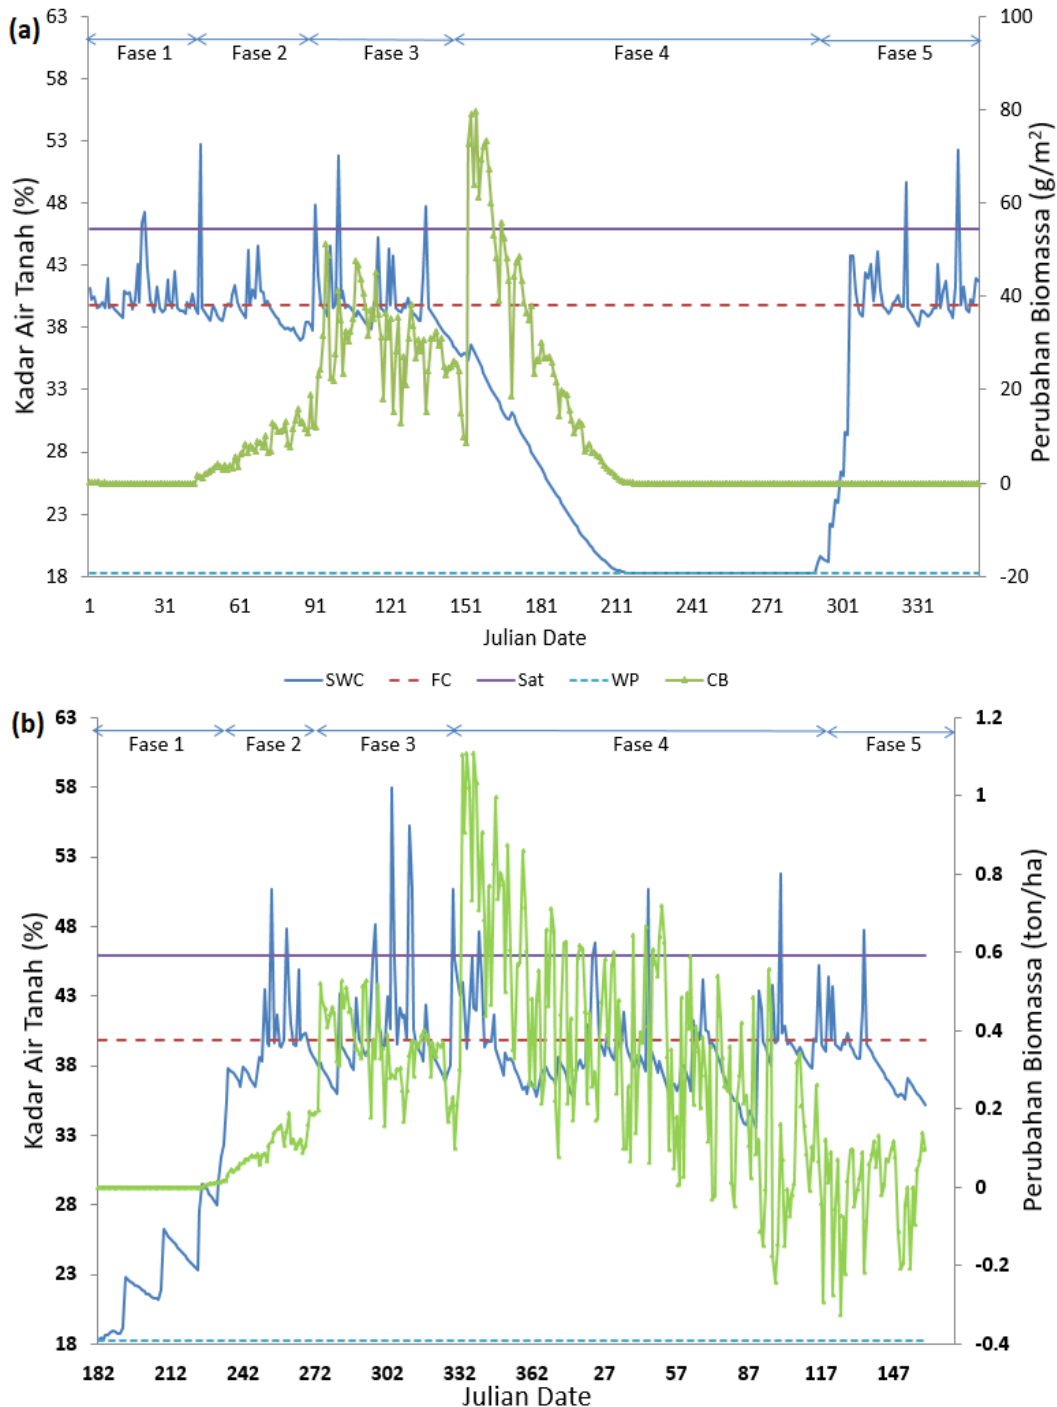 (a)
63
58
53
48
43
38
33
28
23
18
Kadar Air Tanah (%)
Fase 1
Fase 2
Fase 3
Fase 4
Fase 5
100
80
60
40
20
0
-20
Perubahan Biomassa (g/m²)
1 31 61 91 121 151 181 211 241 271 301 331
Julian Date
SWC FC Sat WP CB
(b)
63
58
53
48
43
38
33
28
23
18
Kadar Air Tanah (%)
Fase 1
Fase 2
Fase 3
Fase 4
Fase 5
1.2
1
0.8
0.6
0.4
0.2
0
-0.2
-0.4
Perubahan Biomassa (ton/ha)
182 212 242 272 302 332 362 27 57 87 117 147
Julian Date